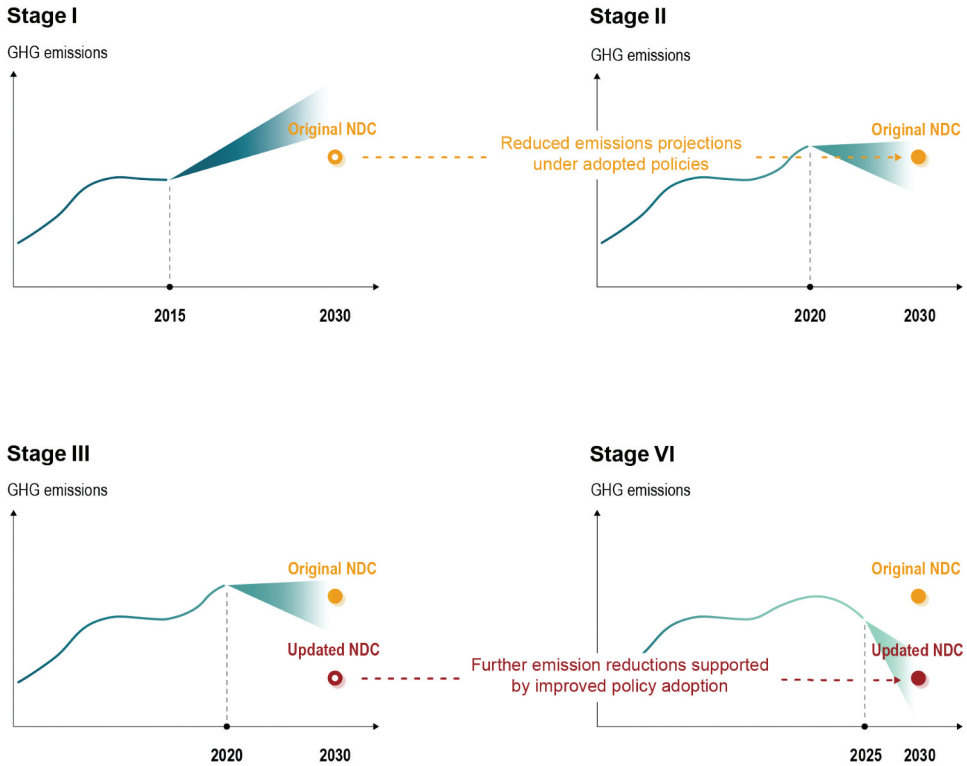 Stage I
GHG emissions
Original NDC
2015
2030
Reduced emissions projections
under adopted policies
Stage II
GHG emissions
Original NDC
2020
2030
Stage III
GHG emissions
Original NDC
Updated NDC
2020
2030
Further emission reductions supported
by improved policy adoption
Stage VI
GHG emissions
Original NDC
Updated NDC
2025
2030